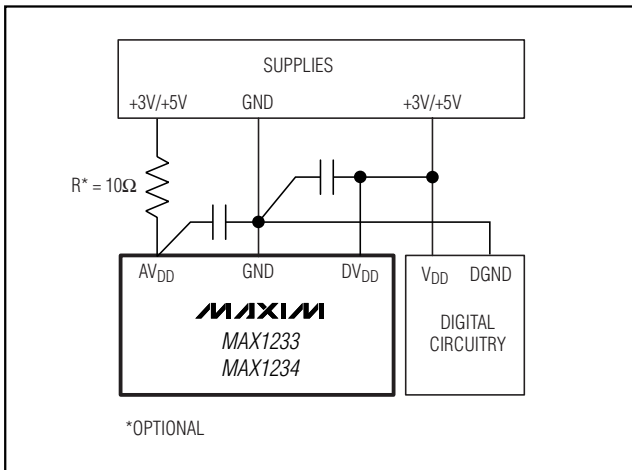 SUPPLIES
+3V/+5V GND +3V/+5V
R* = 10Ω
AVDD GND DVDD VDD DGND
MAXIM
MAX1233
MAX1234
DIGITAL
CIRCUITRY
*OPTIONAL